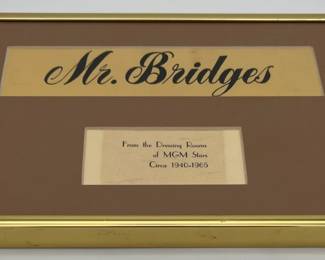 Mr. Bridges
From the Dressing Rooms
of MGM Stars
Circa 1940-1965